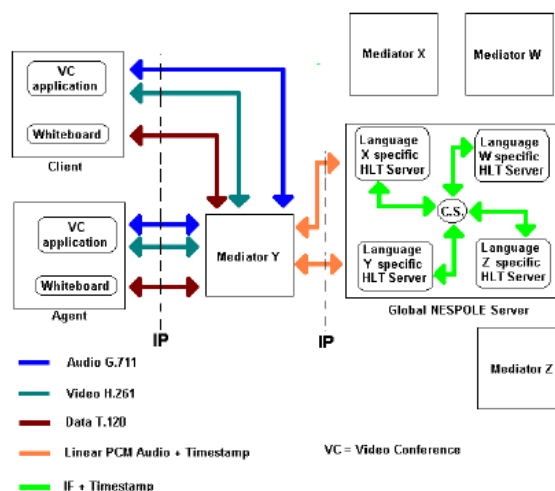 VC
application
Whiteboard
Client
Mediator X
Mediator W
Language
X specific
HLT Server
Language
W specific
HLT Server
C.S.
Language
Y specific
HLT Server
Language
Z specific
HLT Server
Global NESPOLE Server
VC
application
Whiteboard
Agent
Mediator Y
IP
IP
Mediator Z
Audio G.711
Video H.261
Data T.120
Linear PCM Audio + Timestamp
IF + Timestamp
VC = Video Conference